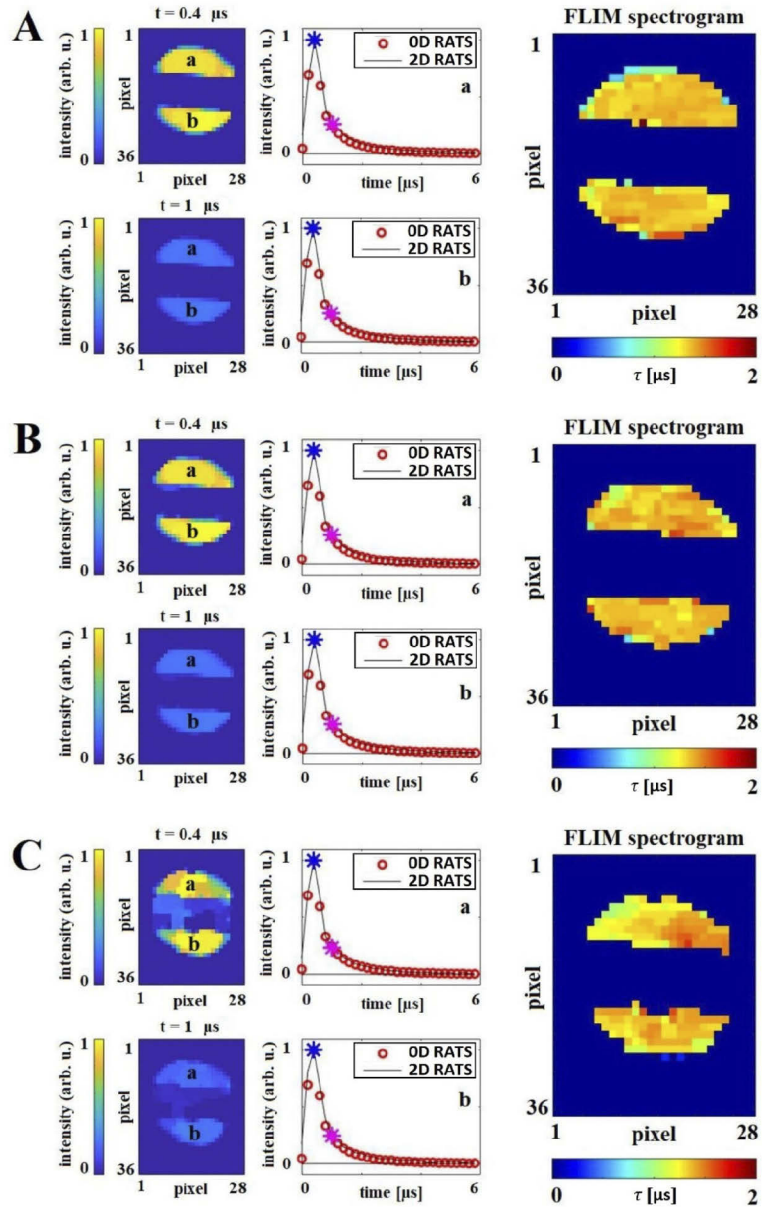 A
t = 0.4 µs
intensity (arb. u.)
1
0
pixel
1
36
a
b
1 pixel 28
intensity (arb. u.)
1
0
0D RATS
2D RATS
a
0 6
time [µs]
t = 1 µs
intensity (arb. u.)
1
0
pixel
1
36
a
b
1 28
pixel
intensity (arb. u.)
1
0
0D RATS
2D RATS
b
0 6
time [µs]
FLIM spectrogram
1
pixel
36
pixel
1 28
0 τ [µs] 2
B
t = 0.4 µs
intensity (arb. u.)
1
0
pixel
1
36
a
b
1 pixel 28
intensity (arb. u.)
1
0
0D RATS
2D RATS
a
0 6
time [µs]
t = 1 µs
intensity (arb. u.)
1
0
pixel
1
36
a
b
1 28
pixel
intensity (arb. u.)
1
0
0D RATS
2D RATS
b
0 6
time [µs]
FLIM spectrogram
1
pixel
36
1 pixel 28
0 τ [µs] 2
C
t = 0.4 µs
intensity (arb. u.)
1
0
pixel
1
36
a
b
1 pixel 28
intensity (arb. u.)
1
0
0D RATS
2D RATS
a
0 6
time [µs]
t = 1 µs
intensity (arb. u.)
1
0
pixel
1
36
a
b
1 28
pixel
intensity (arb. u.)
1
0
0D RATS
2D RATS
b
0 6
time [µs]
FLIM spectrogram
1
pixel
36
1 pixel 28
0 τ [µs] 2